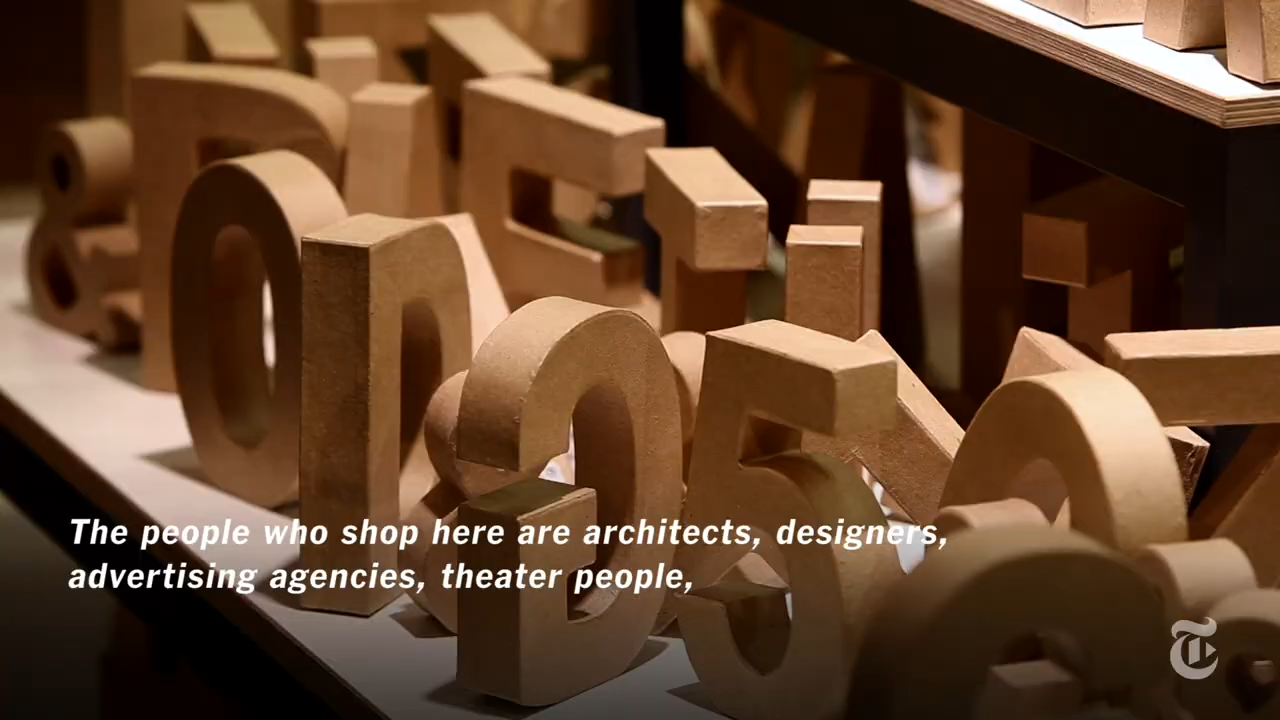 The people who shop here are architects, designers,
advertising agencies, theater people,